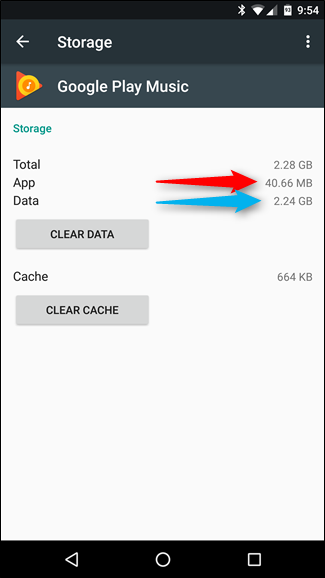 9:54
Storage
Google Play Music
Storage
Total 2.28 GB
App 40.66 MB
Data 2.24 GB
CLEAR DATA
Cache 664 KB
CLEAR CACHE